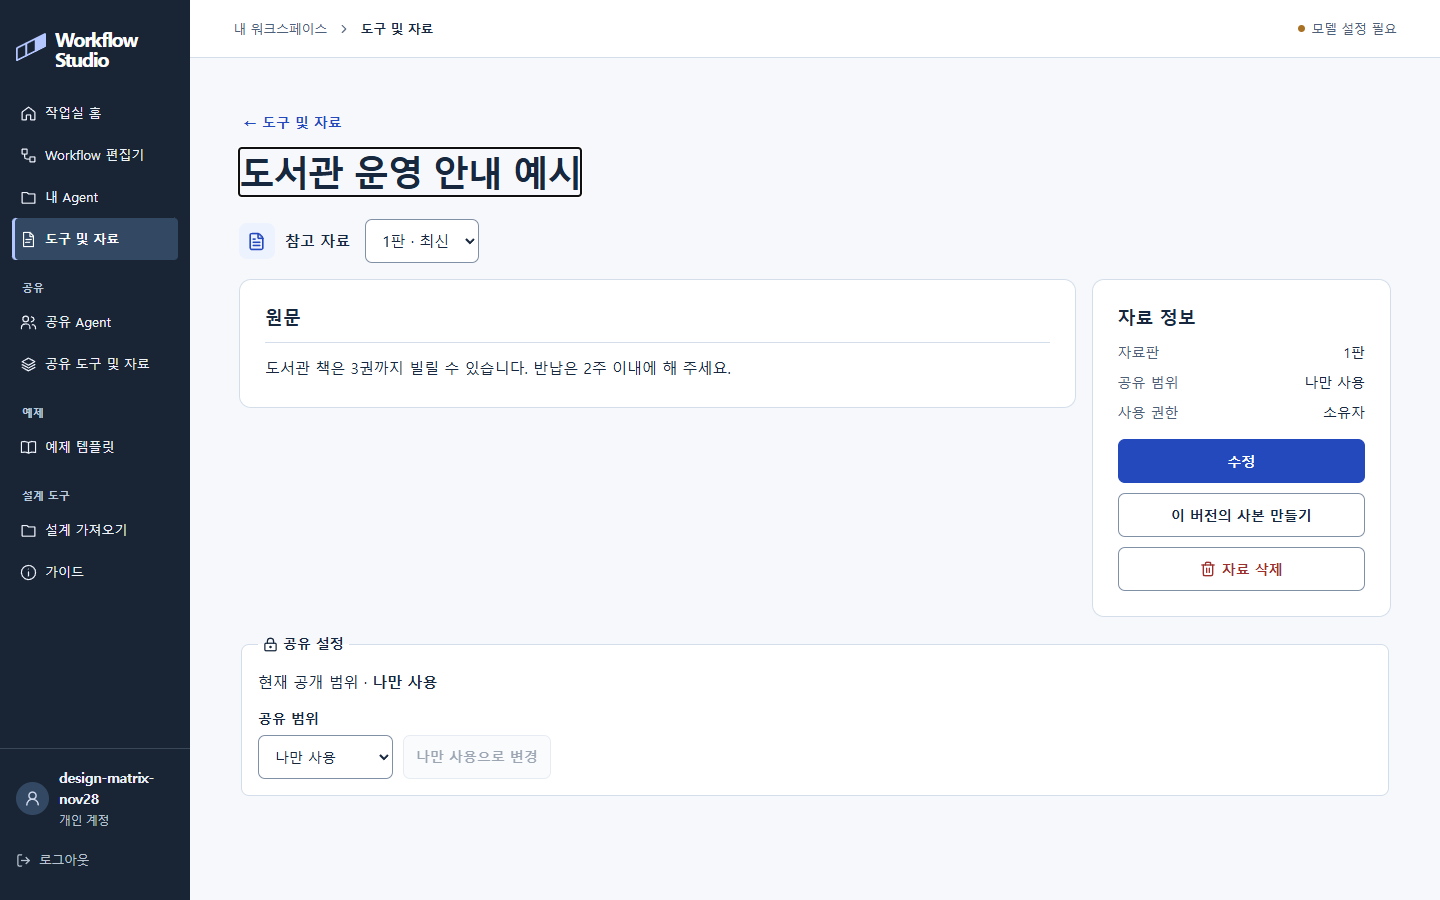 Workflow
Studio
작업실 홈
Workflow 편집기
내 Agent
도구 및 자료
공유
공유 Agent
공유 도구 및 자료
예제
예제 템플릿
설계 도구
설계 가져오기
가이드
design-matrix-
nov28
개인 계정
로그아웃
내 워크스페이스 > 도구 및 자료
모델 설정 필요
← 도구 및 자료
도서관 운영 안내 예시
참고 자료
1판 · 최신
원문
도서관 책은 3권까지 빌릴 수 있습니다. 반납은 2주 이내에 해 주세요.
자료 정보
자료판 1판
공유 범위 나만 사용
사용 권한 소유자
수정
이 버전의 사본 만들기
자료 삭제
공유 설정
현재 공개 범위 · 나만 사용
공유 범위
나만 사용
나만 사용으로 변경